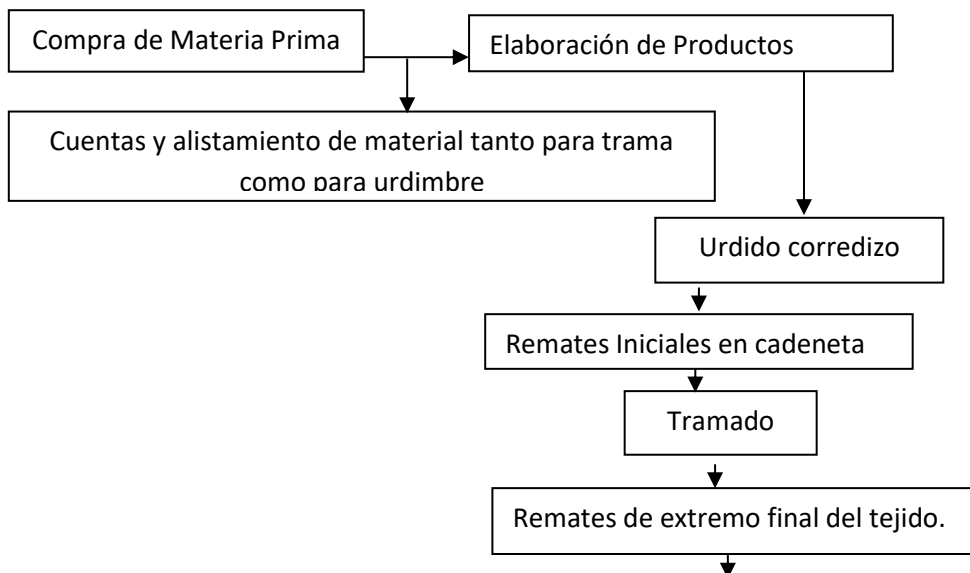 Compra de Materia Prima
Elaboración de Productos
Cuentas y alistamiento de material tanto para trama
como para urdimbre
Urdido corredizo
Remates Iniciales en cadeneta
Tramado
Remates de extremo final del tejido.